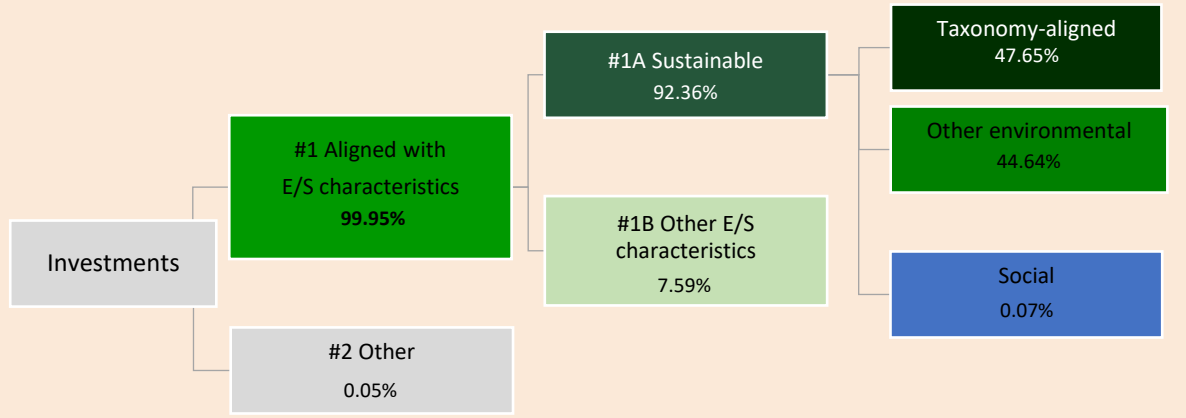 Investments
#1 Aligned with
E/S characteristics
99.95%
#2 Other
0.05%
#1A Sustainable
92.36%
#1B Other E/S
characteristics
7.59%
Taxonomy-aligned
47.65%
Other environmental
44.64%
Social
0.07%